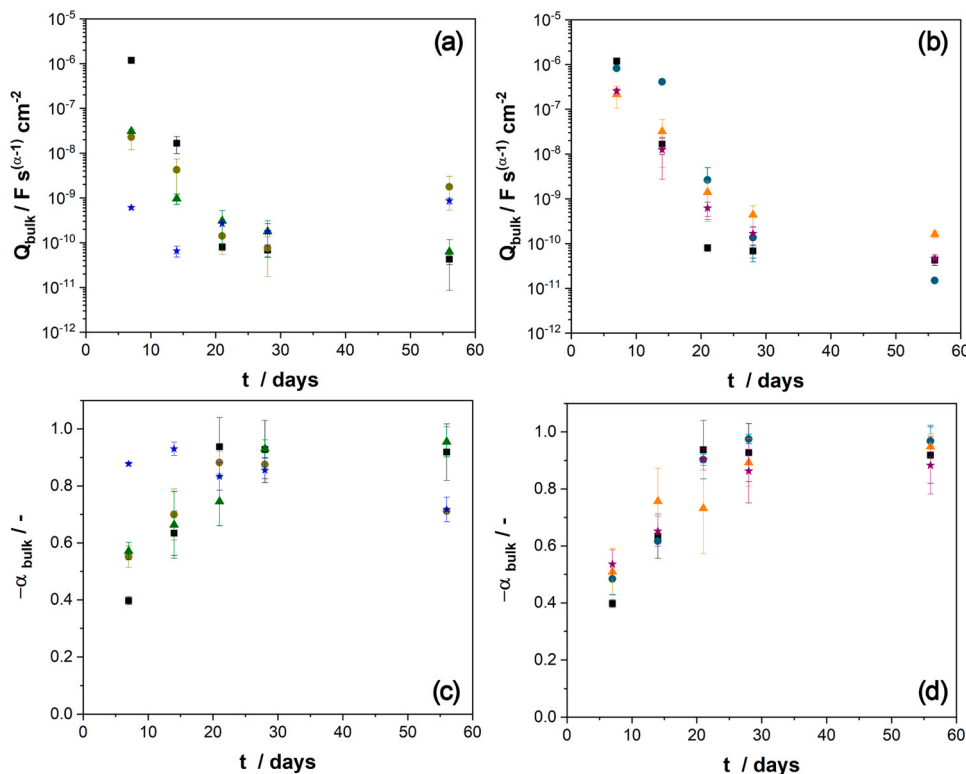 (a)
Q_bulk / F s^(α-1) cm^-2
10^-5
10^-6
10^-7
10^-8
10^-9
10^-10
10^-11
10^-12
0 10 20 30 40 50 60
t / days
(b)
Q_bulk / F s^(α-1) cm^-2
10^-5
10^-6
10^-7
10^-8
10^-9
10^-10
10^-11
10^-12
0 10 20 30 40 50 60
t / days
(c)
−α_bulk / -
1.0
0.8
0.6
0.4
0.2
0.0
0 10 20 30 40 50 60
t / days
(d)
−α_bulk / -
1.0
0.8
0.6
0.4
0.2
0.0
0 10 20 30 40 50 60
t / days